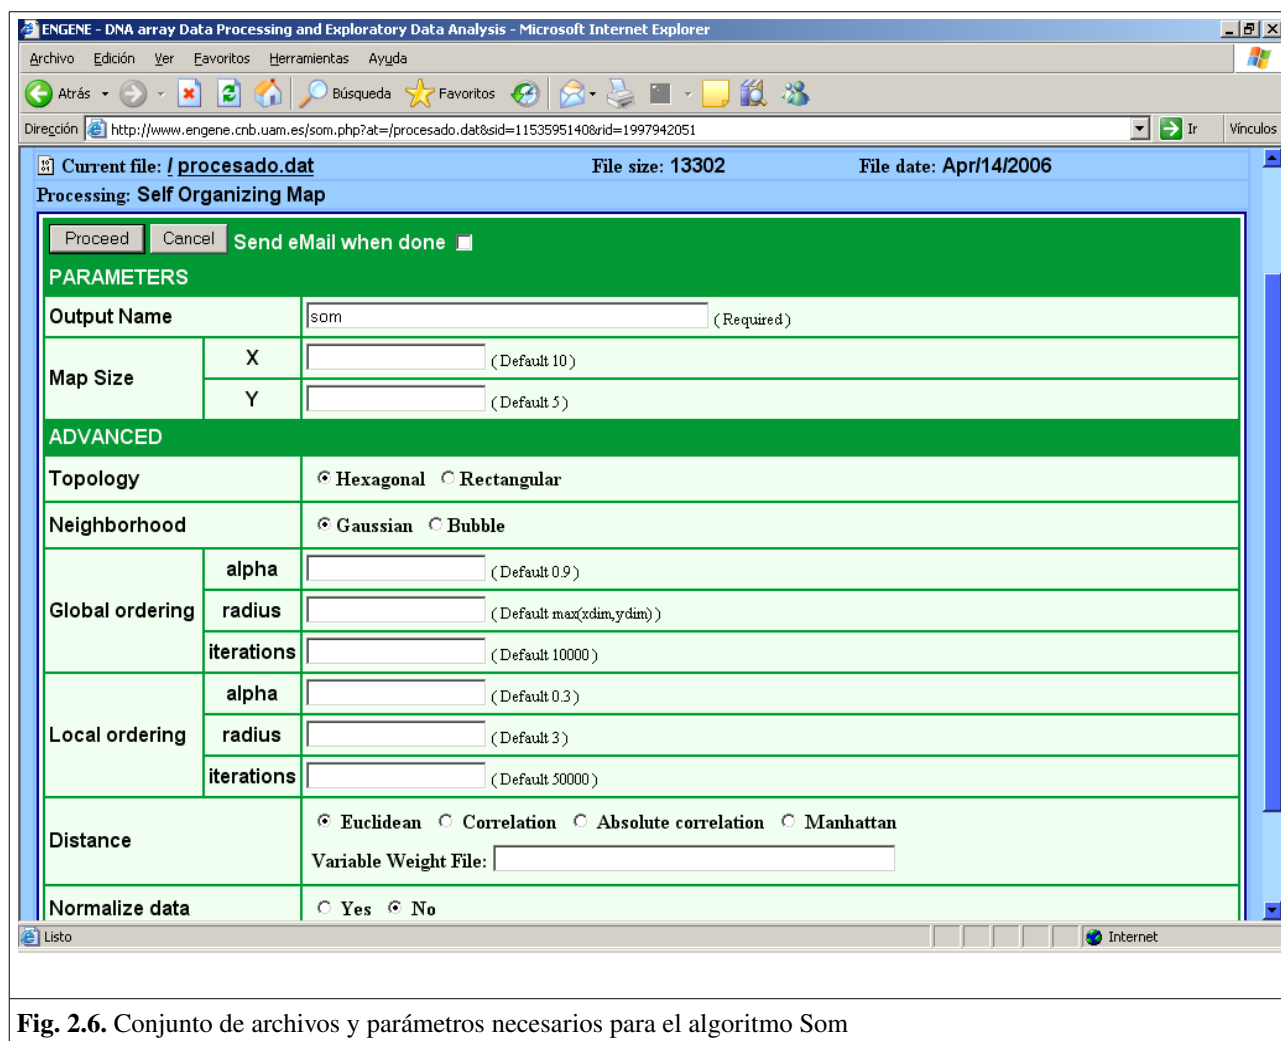 ENGENE - DNA array Data Processing and Exploratory Data Analysis - Microsoft Internet Explorer
Archivo Edición Ver Favoritos Herramientas Ayuda
Atrás Búsqueda Favoritos
Dirección http://www.engene.cnb.uam.es/som.php?at=/procesado.dat&sid=1153595140&rid=1997942051 Ir Vínculos
Current file: / procesado.dat File size: 13302 File date: Apr/14/2006
Processing: Self Organizing Map
Proceed Cancel Send eMail when done
PARAMETERS
Output Name som (Required)
Map Size X (Default 10)
Y (Default 5)
ADVANCED
Topology Hexagonal Rectangular
Neighborhood Gaussian Bubble
Global ordering alpha (Default 0.9)
radius (Default max(xdim,ydim))
iterations (Default 10000)
Local ordering alpha (Default 0.3)
radius (Default 3)
iterations (Default 50000)
Distance Euclidean Correlation Absolute correlation Manhattan
Variable Weight File:
Normalize data Yes No
Listo Internet
Fig. 2.6. Conjunto de archivos y parámetros necesarios para el algoritmo Som